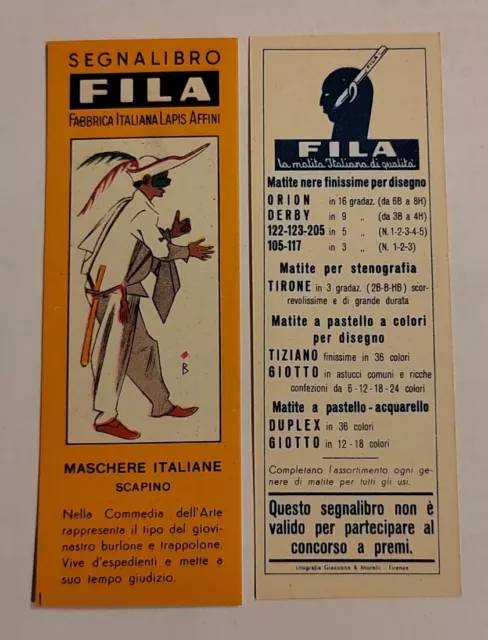 SEGNALIBRO
FILA
FABBRICA ITALIANA LAPIS AFFINI
B
MASCHERE ITALIANE
SCAPINO
Nella Commedia dell'Arte
rappresenta il tipo del giovi-
nastro burlone e trappolone.
Vive d'espedienti e mette a
suo tempo giudizio.
FILA
FILA
la matita Italiana di qualità
Matite nere finissime per disegno
ORION in 16 gradaz. (da 6B a 8H)
DERBY in 9 „ (da 3B a 4H)
122-123-205 in 5 „ (N. 1-2-3-4-5)
105-117 in 3 „ (N. 1-2-3)
Matite per stenografia
TIRONE in 3 gradaz. (2B-B-HB) scor-
revolissime e di grande durata
Matite a pastello a colori
per disegno
TIZIANO finissime in 36 colori
GIOTTO in astucci comuni e ricche
confezioni da 6-12-18-24 colori
Matite a pastello-acquarello
DUPLEX in 36 colori
GIOTTO in 12-18 colori
Completano l'assortimento ogni ge-
nere di matite per tutti gli usi.
Questo segnalibro non è
valido per partecipare al
concorso a premi.
Litografia Giaccone & Morelli - Firenze